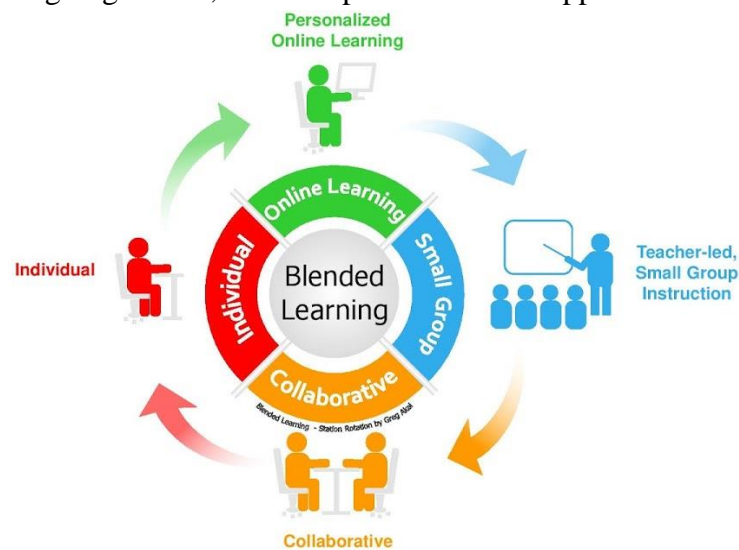 Personalized
Online Learning
Online Learning
Individual
Individual
Blended
Learning
Small Group
Teacher-led,
Small Group
Instruction
Collaborative
Blended Learning - Station Rotation by Greg Akai
Collaborative